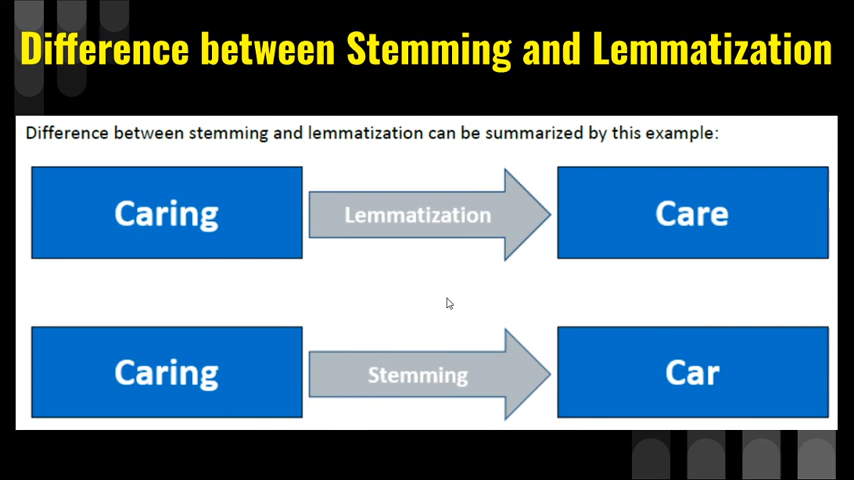 Difference between Stemming and Lemmatization
Difference between stemming and lemmatization can be summarized by this example:
Caring
Lemmatization
Care
Caring
Stemming
Car